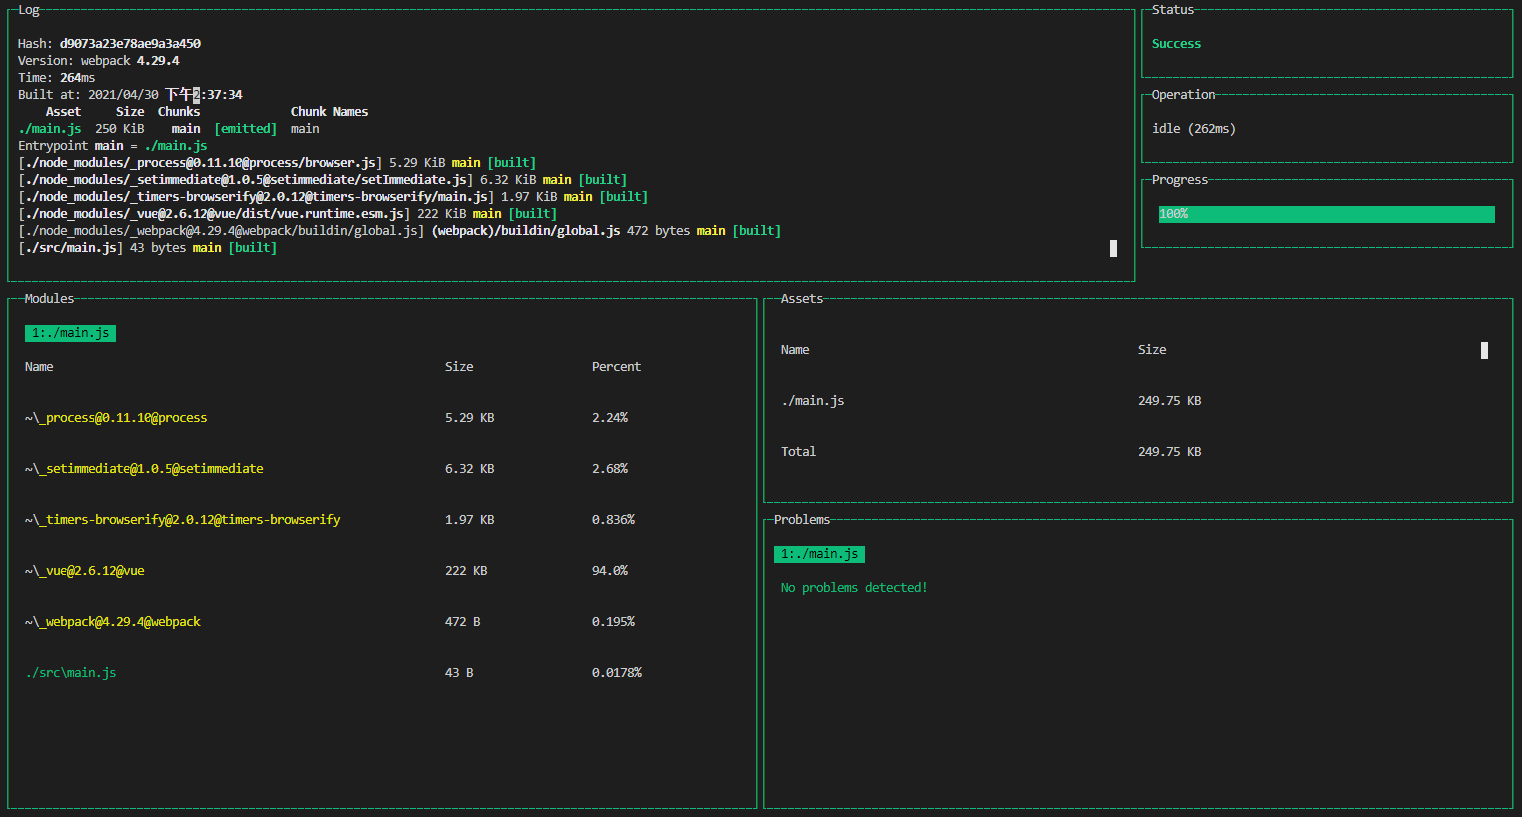 Log
Hash: d9073a23e78ae9a3a450
Version: webpack 4.29.4
Time: 264ms
Built at: 2021/04/30 下午2:37:34
Asset Size Chunks Chunk Names
./main.js 250 KiB main [emitted] main
Entrypoint main = ./main.js
[./node_modules/_process@0.11.10@process/browser.js] 5.29 KiB main [built]
[./node_modules/_setimmediate@1.0.5@setimmediate/setImmediate.js] 6.32 KiB main [built]
[./node_modules/_timers-browserify@2.0.12@timers-browserify/main.js] 1.97 KiB main [built]
[./node_modules/_vue@2.6.12@vue/dist/vue.runtime.esm.js] 222 KiB main [built]
[./node_modules/_webpack@4.29.4@webpack/buildin/global.js] (webpack)/buildin/global.js 472 bytes main [built]
[./src/main.js] 43 bytes main [built]
Status
Success
Operation
idle (262ms)
Progress
100%
Modules
1:./main.js
Name Size Percent
~\_process@0.11.10@process 5.29 KB 2.24%
~\_setimmediate@1.0.5@setimmediate 6.32 KB 2.68%
~\_timers-browserify@2.0.12@timers-browserify 1.97 KB 0.836%
~\_vue@2.6.12@vue 222 KB 94.0%
~\_webpack@4.29.4@webpack 472 B 0.195%
./src\main.js 43 B 0.0178%
Assets
Name Size
./main.js 249.75 KB
Total 249.75 KB
Problems
1:./main.js
No problems detected!